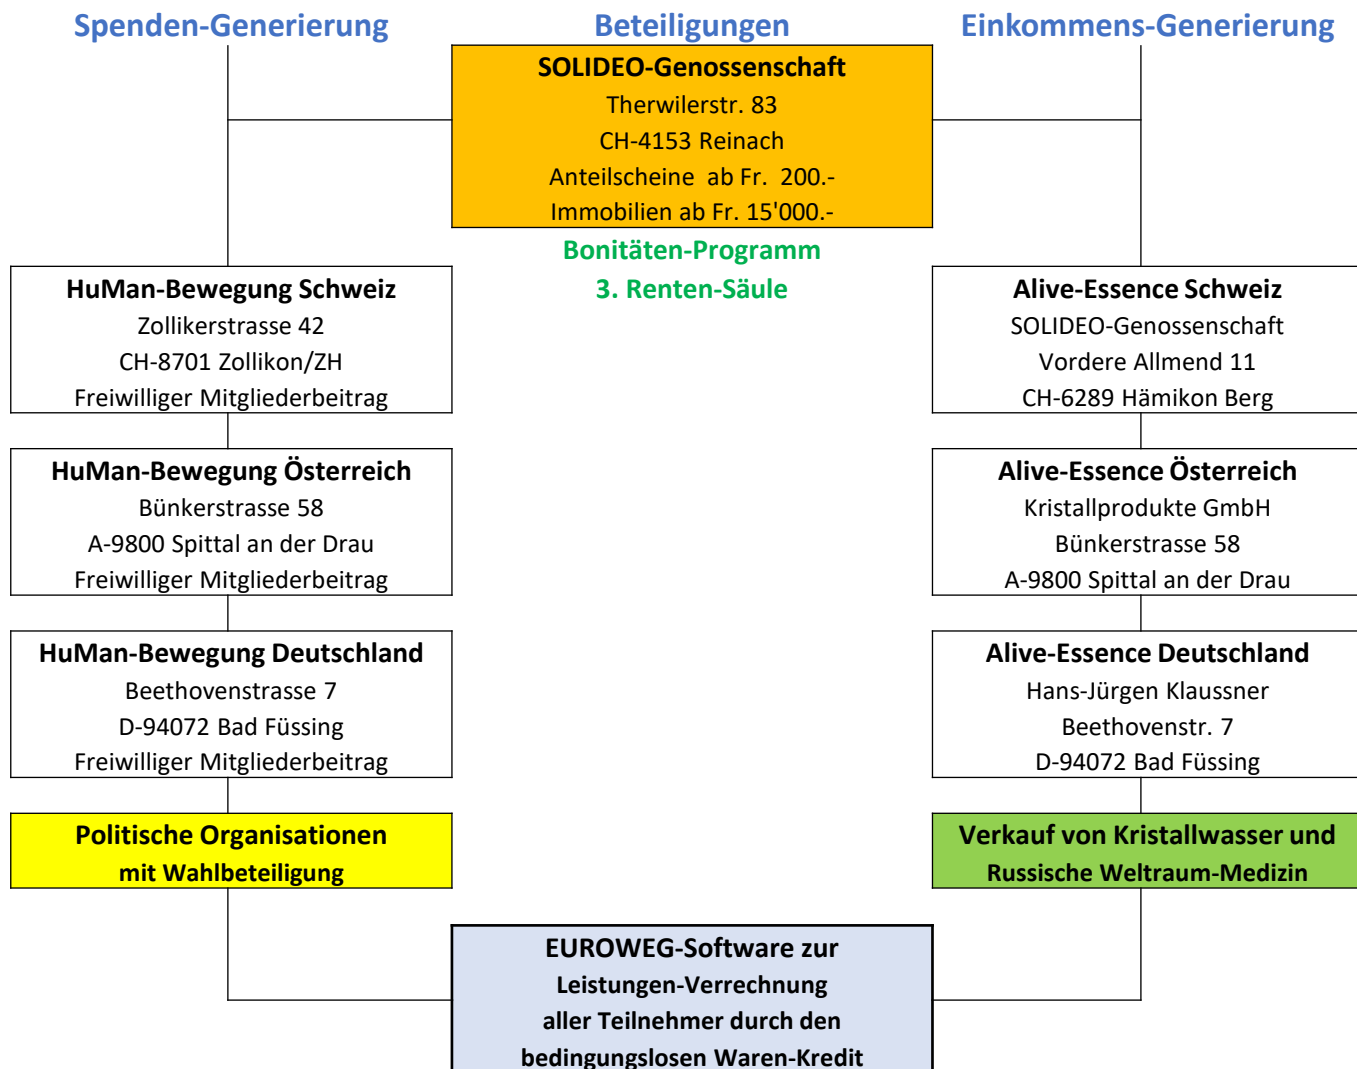 Spenden-Generierung
Beteiligungen
Einkommens-Generierung
SOLIDEO-Genossenschaft
Therwilerstr. 83
CH-4153 Reinach
Anteilscheine ab Fr. 200.-
Immobilien ab Fr. 15'000.-
Bonitäten-Programm
3. Renten-Säule
HuMan-Bewegung Schweiz
Zollikerstrasse 42
CH-8701 Zollikon/ZH
Freiwilliger Mitgliederbeitrag
Alive-Essence Schweiz
SOLIDEO-Genossenschaft
Vordere Allmend 11
CH-6289 Hämikon Berg
HuMan-Bewegung Österreich
Bünkerstrasse 58
A-9800 Spittal an der Drau
Freiwilliger Mitgliederbeitrag
Alive-Essence Österreich
Kristallprodukte GmbH
Bünkerstrasse 58
A-9800 Spittal an der Drau
HuMan-Bewegung Deutschland
Beethovenstrasse 7
D-94072 Bad Füssing
Freiwilliger Mitgliederbeitrag
Alive-Essence Deutschland
Hans-Jürgen Klaussner
Beethovenstr. 7
D-94072 Bad Füssing
Politische Organisationen
mit Wahlbeteiligung
Verkauf von Kristallwasser und
Russische Weltraum-Medizin
EUROWEG-Software zur
Leistungen-Verrechnung
aller Teilnehmer durch den
bedingungslosen Waren-Kredit